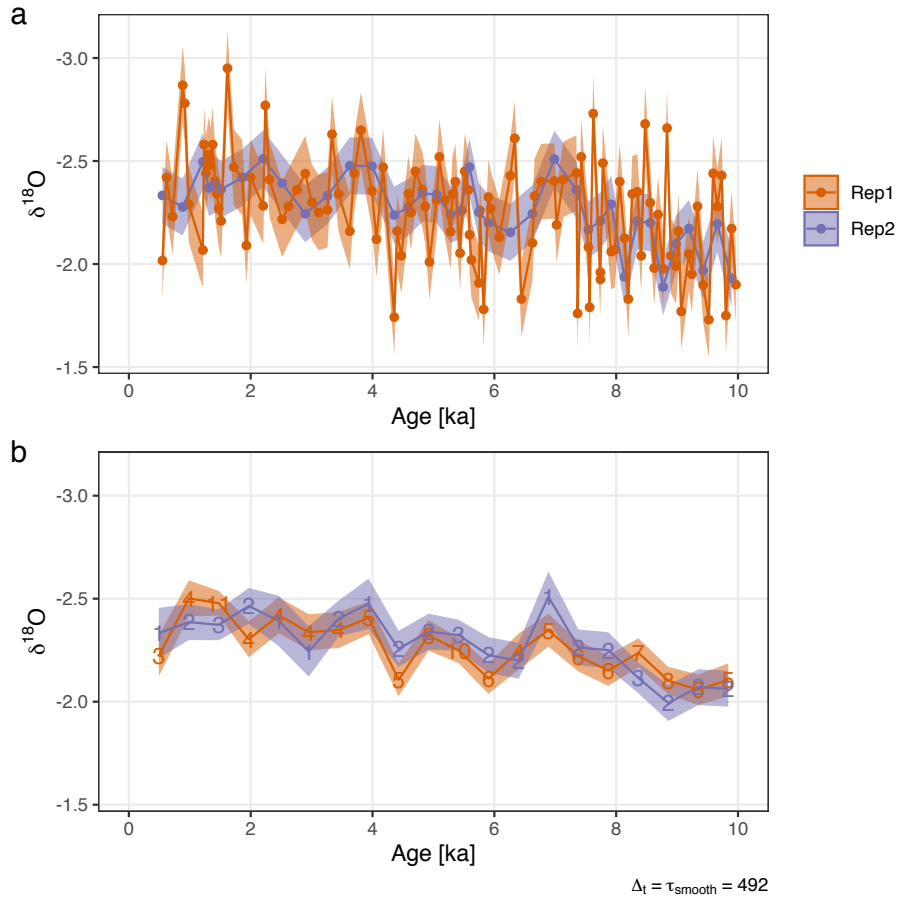 a
-3.0
-2.5
-2.0
-1.5
δ¹⁸O
0 2 4 6 8 10
Age [ka]
Rep1
Rep2
b
-3.0
-2.5
-2.0
-1.5
δ¹⁸O
0 2 4 6 8 10
Age [ka]
Δt = τsmooth = 492